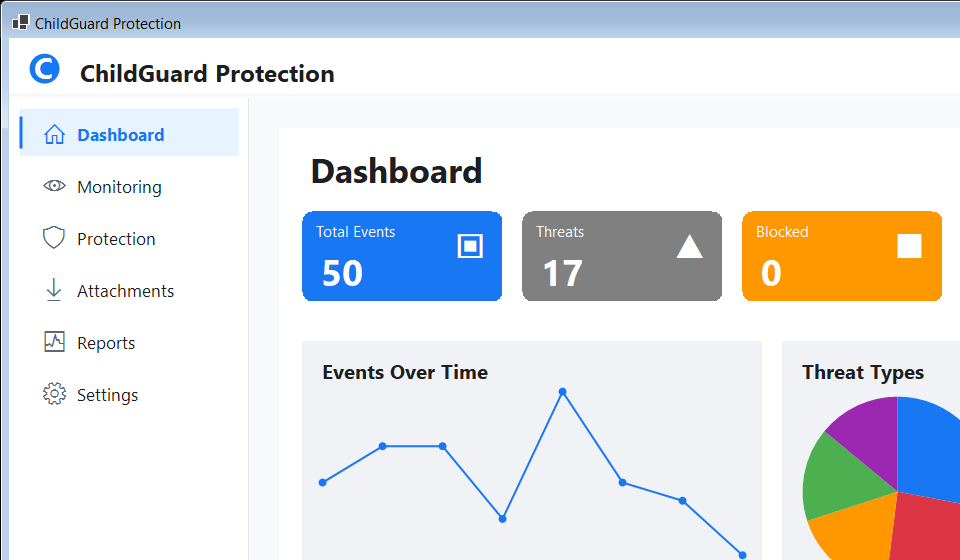 ChildGuard Protection
C ChildGuard Protection
Dashboard
Monitoring
Protection
Attachments
Reports
Settings
Dashboard
Total Events
50
Threats
17
Blocked
0
Events Over Time
Threat Types